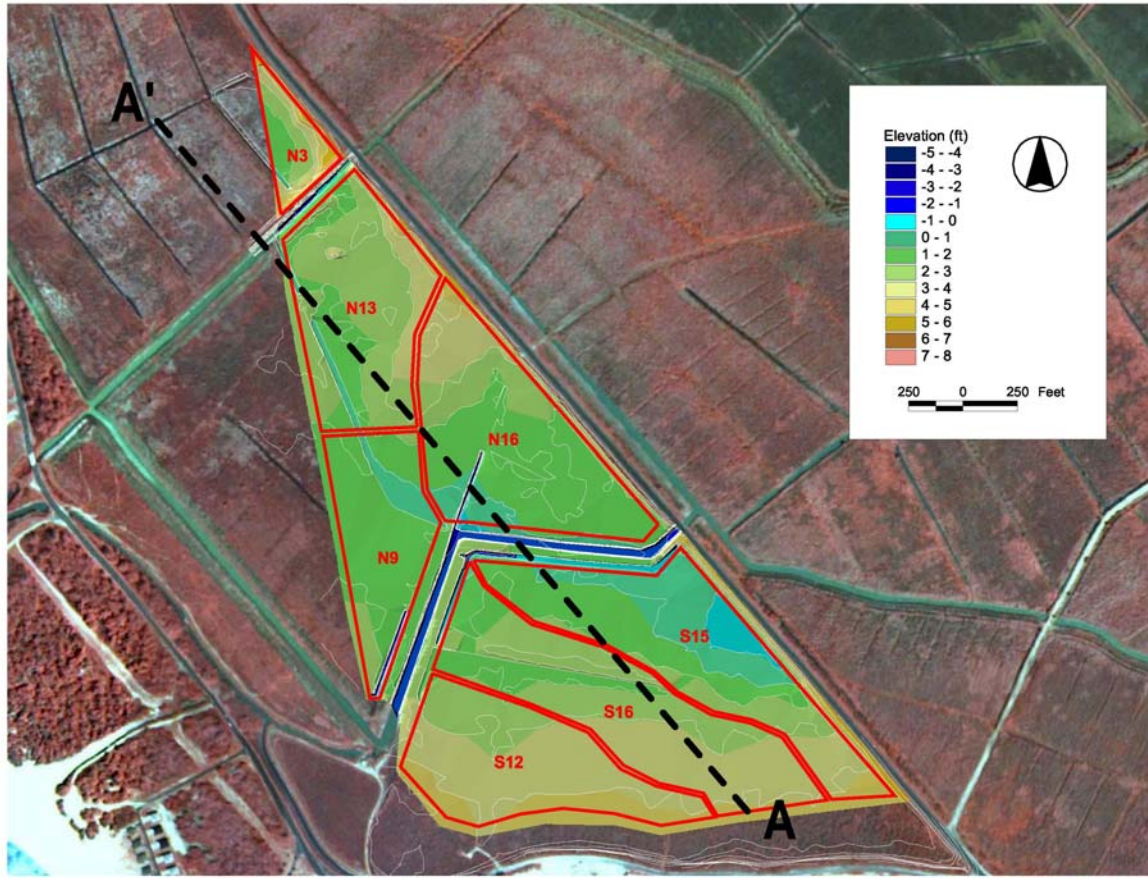 A'
N3
N13
N16
N9
S15
S16
S12
A
Elevation (ft)
-5 - -4
-4 - -3
-3 - -2
-2 - -1
-1 - 0
0 - 1
1 - 2
2 - 3
3 - 4
4 - 5
5 - 6
6 - 7
7 - 8
250 0 250 Feet